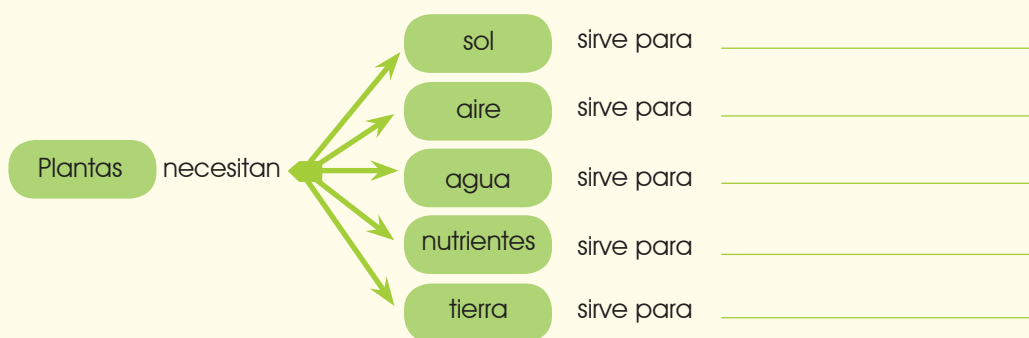 sol sirve para
aire sirve para
Plantas necesitan
agua sirve para
nutrientes sirve para
tierra sirve para